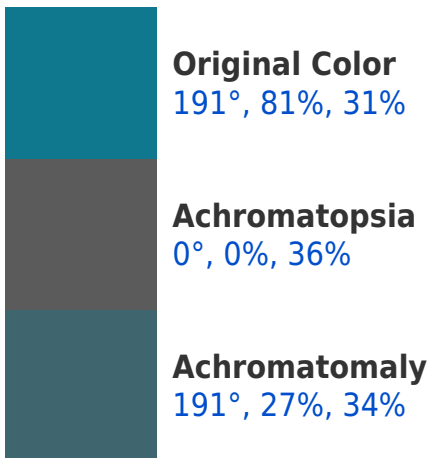 Original Color
191°, 81%, 31%
Achromatopsia
0°, 0%, 36%
Achromatomaly
191°, 27%, 34%